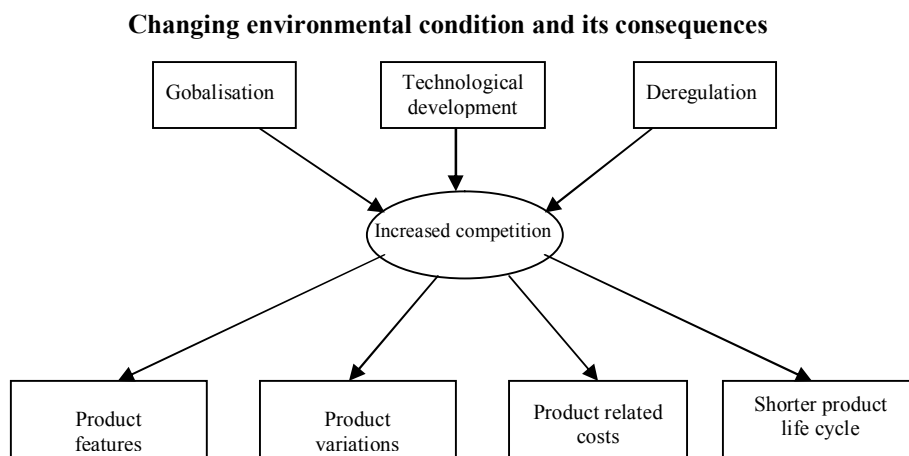 Changing environmental condition and its consequences
Gobalisation
Technological
development
Deregulation
Increased competition
Product
features
Product
variations
Product related
costs
Shorter product
life cycle